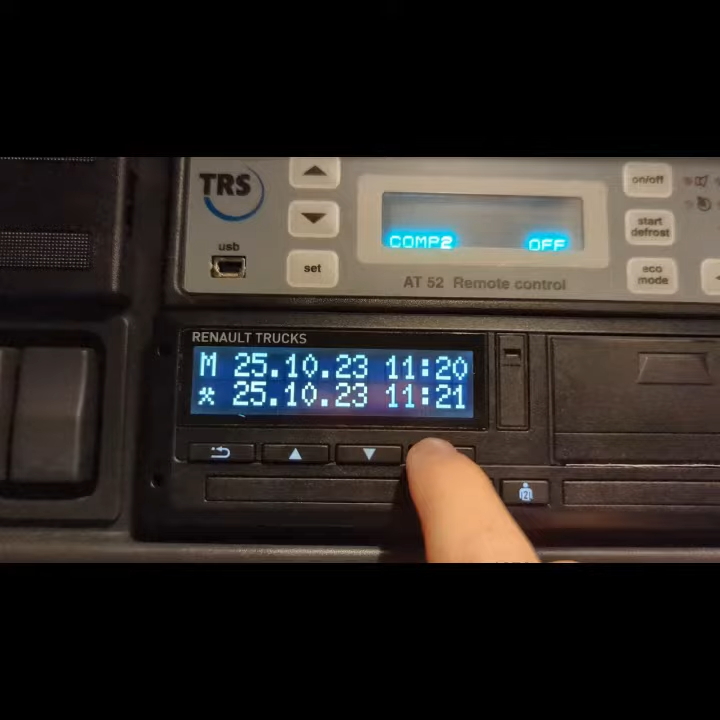 TRS
usb
set
COMP2 OFF
AT 52 Remote control
on/off
start
defrost
eco
mode
RENAULT TRUCKS
M 25.10.23 11:20
25.10.23 11:21
2